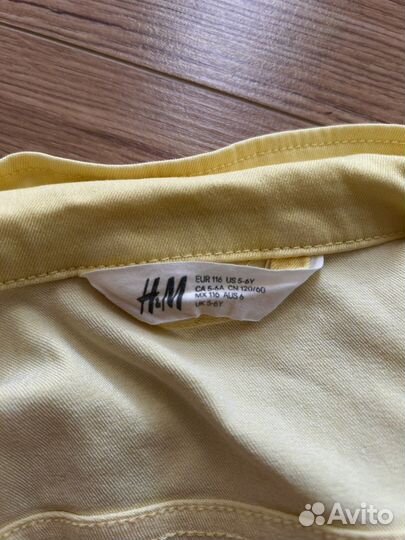 H&M
EUR 116 US 5-6Y
CA 5-6A CN 120/60
MX 116 AUS 6
UK 5-6Y
Avito